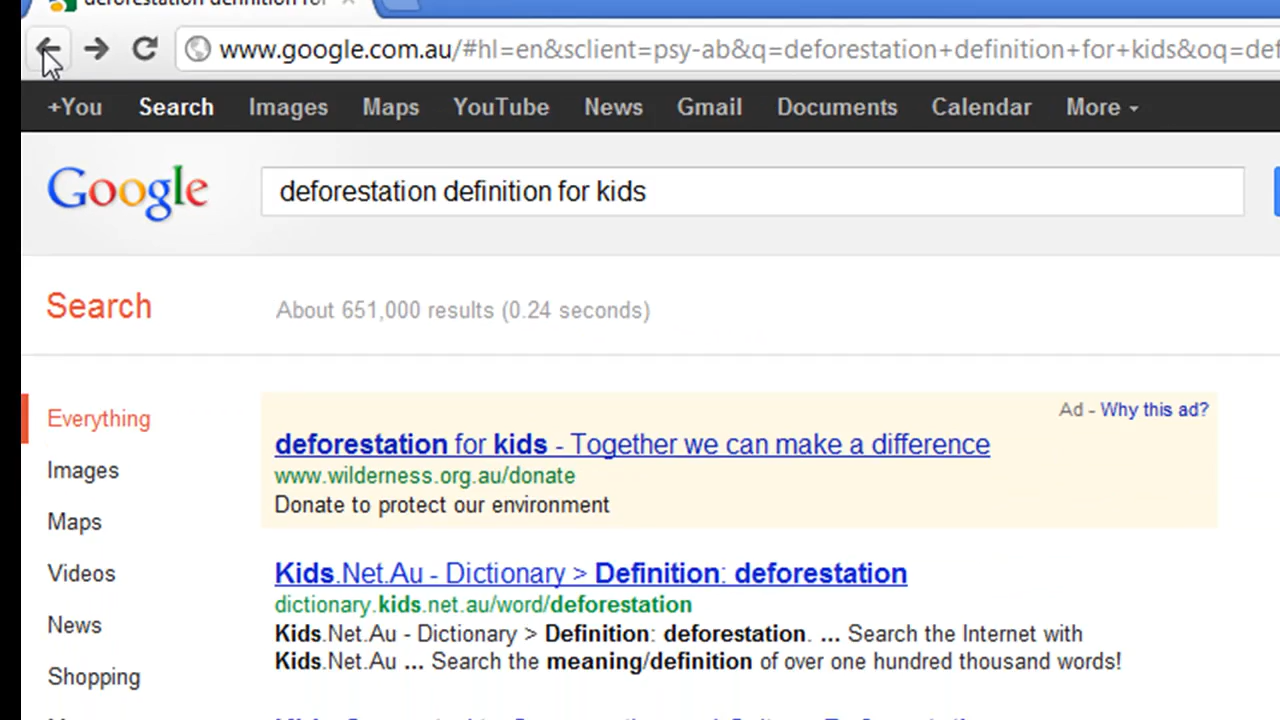 deforestation definition for
www.google.com.au/#hl=en&sclient=psy-ab&q=deforestation+definition+for+kids&oq=def
+You Search Images Maps YouTube News Gmail Documents Calendar More
Google deforestation definition for kids
Search About 651,000 results (0.24 seconds)
Ad - Why this ad?
Everything
deforestation for kids - Together we can make a difference
Images www.wilderness.org.au/donate
Donate to protect our environment
Maps
Videos Kids.Net.Au - Dictionary > Definition: deforestation
dictionary.kids.net.au/word/deforestation
News Kids.Net.Au - Dictionary > Definition: deforestation. ... Search the Internet with
Kids.Net.Au ... Search the meaning/definition of over one hundred thousand words!
Shopping